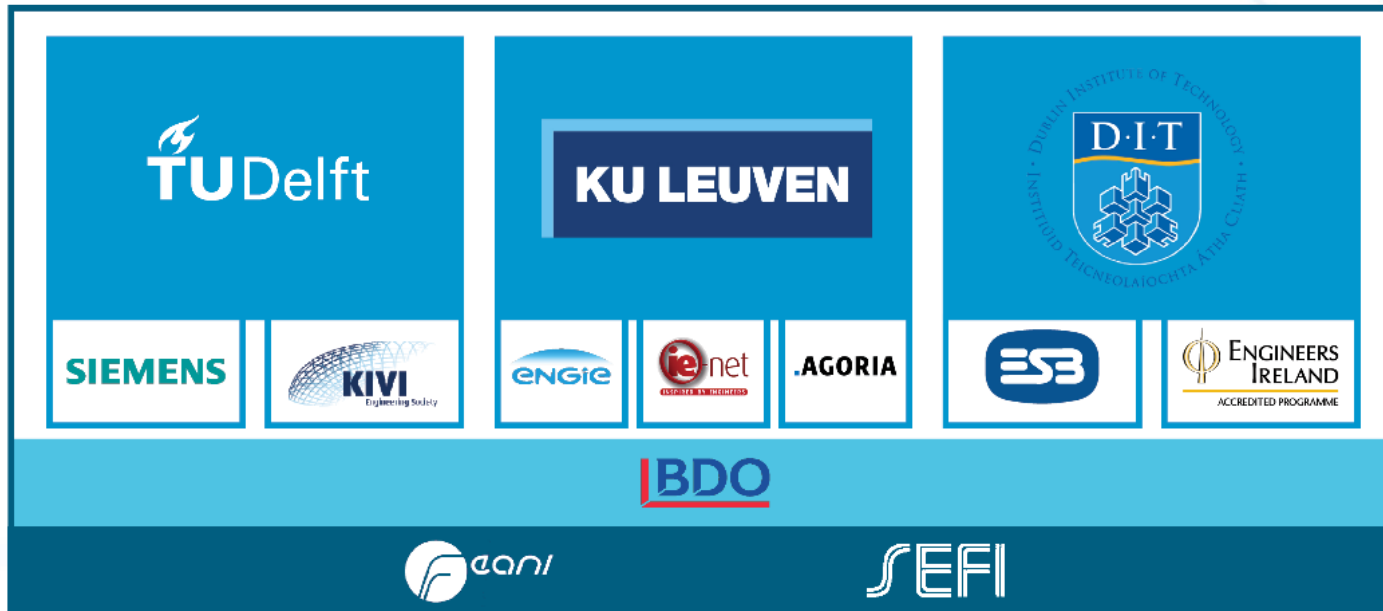 TU Delft
KU LEUVEN
DUBLIN INSTITUTE OF TECHNOLOGY · INSTITIÚID TEICNEOLAÍOCHTA ÁTHA CLIATH ·
D·I·T
SIEMENS
KIVI
Engineering Society
ENGIE
ie-net
INSPIRED BY ENGINEERS
.AGORIA
ESB
ENGINEERS
IRELAND
ACCREDITED PROGRAMME
BDO
Feani
SEFI